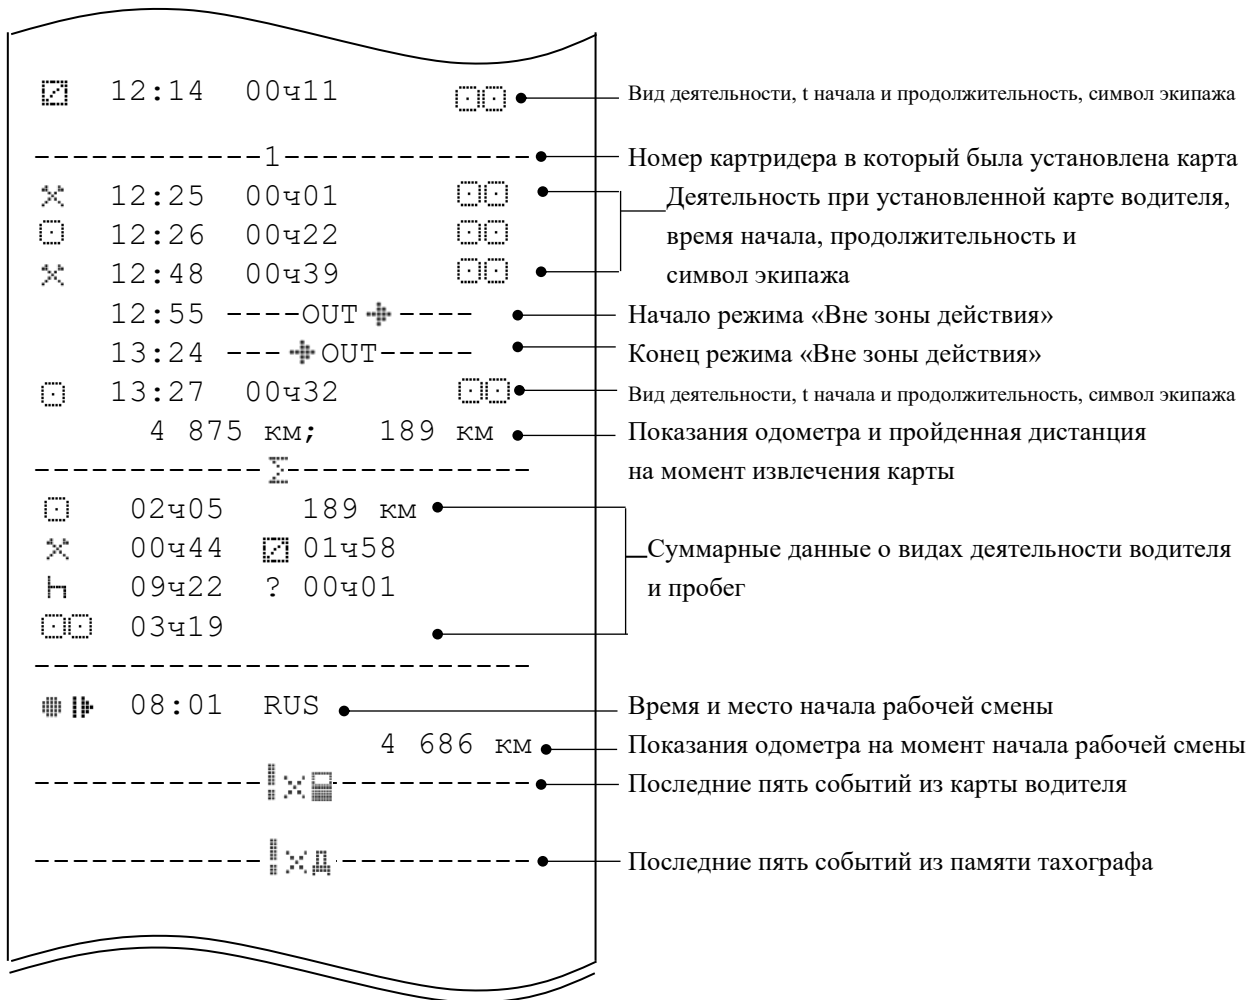 12:14 00ч11 Вид деятельности, t начала и продолжительность, символ экипажа
-------------1------------- Номер картридера в который была установлена карта
12:25 00ч01 Деятельность при установленной карте водителя,
12:26 00ч22 время начала, продолжительность и
12:48 00ч39 символ экипажа
12:55 ----OUT ---- Начало режима «Вне зоны действия»
13:24 --- OUT----- Конец режима «Вне зоны действия»
13:27 00ч32 Вид деятельности, t начала и продолжительность, символ экипажа
4 875 км; 189 км Показания одометра и пройденная дистанция
------------Σ------------- на момент извлечения карты
02ч05 189 км
00ч44 01ч58 Суммарные данные о видах деятельности водителя
09ч22 ? 00ч01 и пробег
03ч19
--------------------------
08:01 RUS Время и место начала рабочей смены
4 686 км Показания одометра на момент начала рабочей смены
------------!× ----------- Последние пять событий из карты водителя
------------!×Д----------- Последние пять событий из памяти тахографа